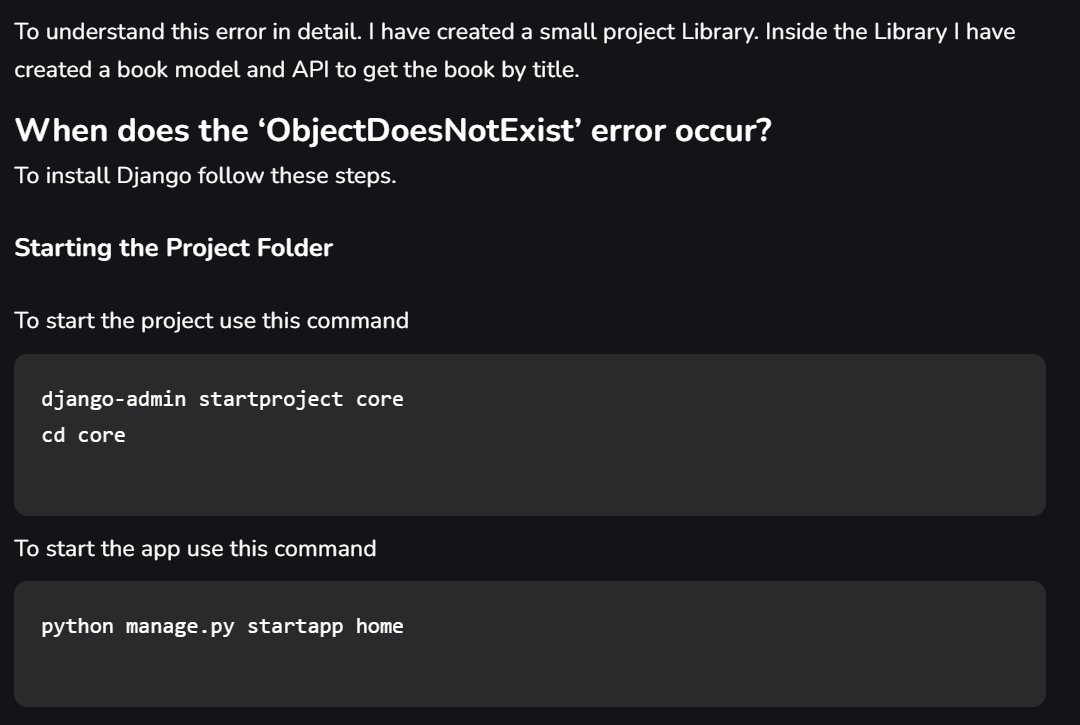 To understand this error in detail. I have created a small project Library. Inside the Library I have
created a book model and API to get the book by title.
When does the ‘ObjectDoesNotExist’ error occur?
To install Django follow these steps.
Starting the Project Folder
To start the project use this command
django-admin startproject core
cd core
To start the app use this command
python manage.py startapp home